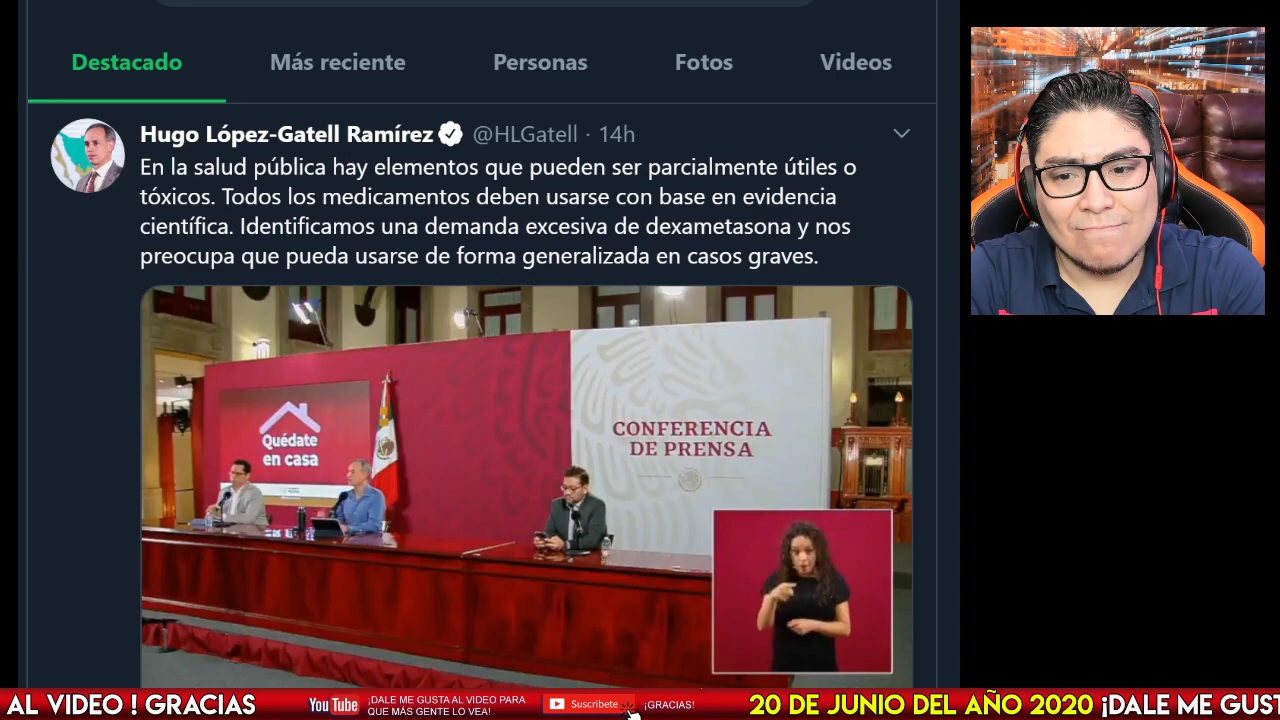 Destacado Más reciente Personas Fotos Videos
Hugo López-Gatell Ramírez @HLGatell · 14h
En la salud pública hay elementos que pueden ser parcialmente útiles o
tóxicos. Todos los medicamentos deben usarse con base en evidencia
científica. Identificamos una demanda excesiva de dexametasona y nos
preocupa que pueda usarse de forma generalizada en casos graves.
Quédate
en casa
CONFERENCIA
DE PRENSA
AL VIDEO ! GRACIAS
YouTube
¡DALE ME GUSTA AL VIDEO PARA
QUE MÁS GENTE LO VEA!
Suscríbete
¡GRACIAS!
20 DE JUNIO DEL AÑO 2020 ¡DALE ME GUST